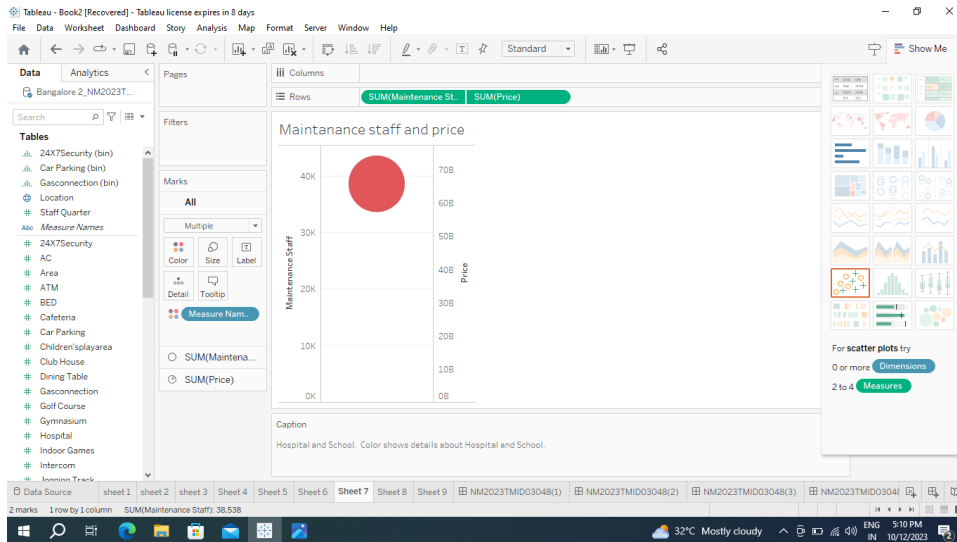 Tableau - Book2 [Recovered] - Tableau license expires in 8 days
File Data Worksheet Dashboard Story Analysis Map Format Server Window Help
Standard
Show Me
Data Analytics
Pages
Columns
Rows SUM(Maintenance St.. SUM(Price)
Bangalore 2_NM2023T...
Search
Tables
24X7Security (bin)
Car Parking (bin)
Gasconnection (bin)
Location
Staff Quarter
Abc Measure Names
24X7Security
AC
Area
ATM
BED
Cafeteria
Car Parking
Children'splayarea
Club House
Dining Table
Gasconnection
Golf Course
Gymnasium
Hospital
Indoor Games
Intercom
Jogging Track
Filters
Marks
All
Multiple
Color Size Label
Detail Tooltip
Measure Nam..
SUM(Maintena...
SUM(Price)
Maintanance staff and price
Maintenance Staff
40K
30K
20K
10K
0K
70B
60B
50B
40B
30B
20B
10B
0B
Price
Caption
Hospital and School. Color shows details about Hospital and School.
For scatter plots try
0 or more Dimensions
2 to 4 Measures
Data Source sheet 1 sheet 2 sheet 3 Sheet 4 Sheet 5 Sheet 6 Sheet 7 Sheet 8 Sheet 9 NM2023TMID03048(1) NM2023TMID03048(2) NM2023TMID03048(3) NM2023TMID0304
2 marks 1 row by 1 column SUM(Maintenance Staff): 38.538
32°C Mostly cloudy
ENG
IN
5:10 PM
10/12/2023
2